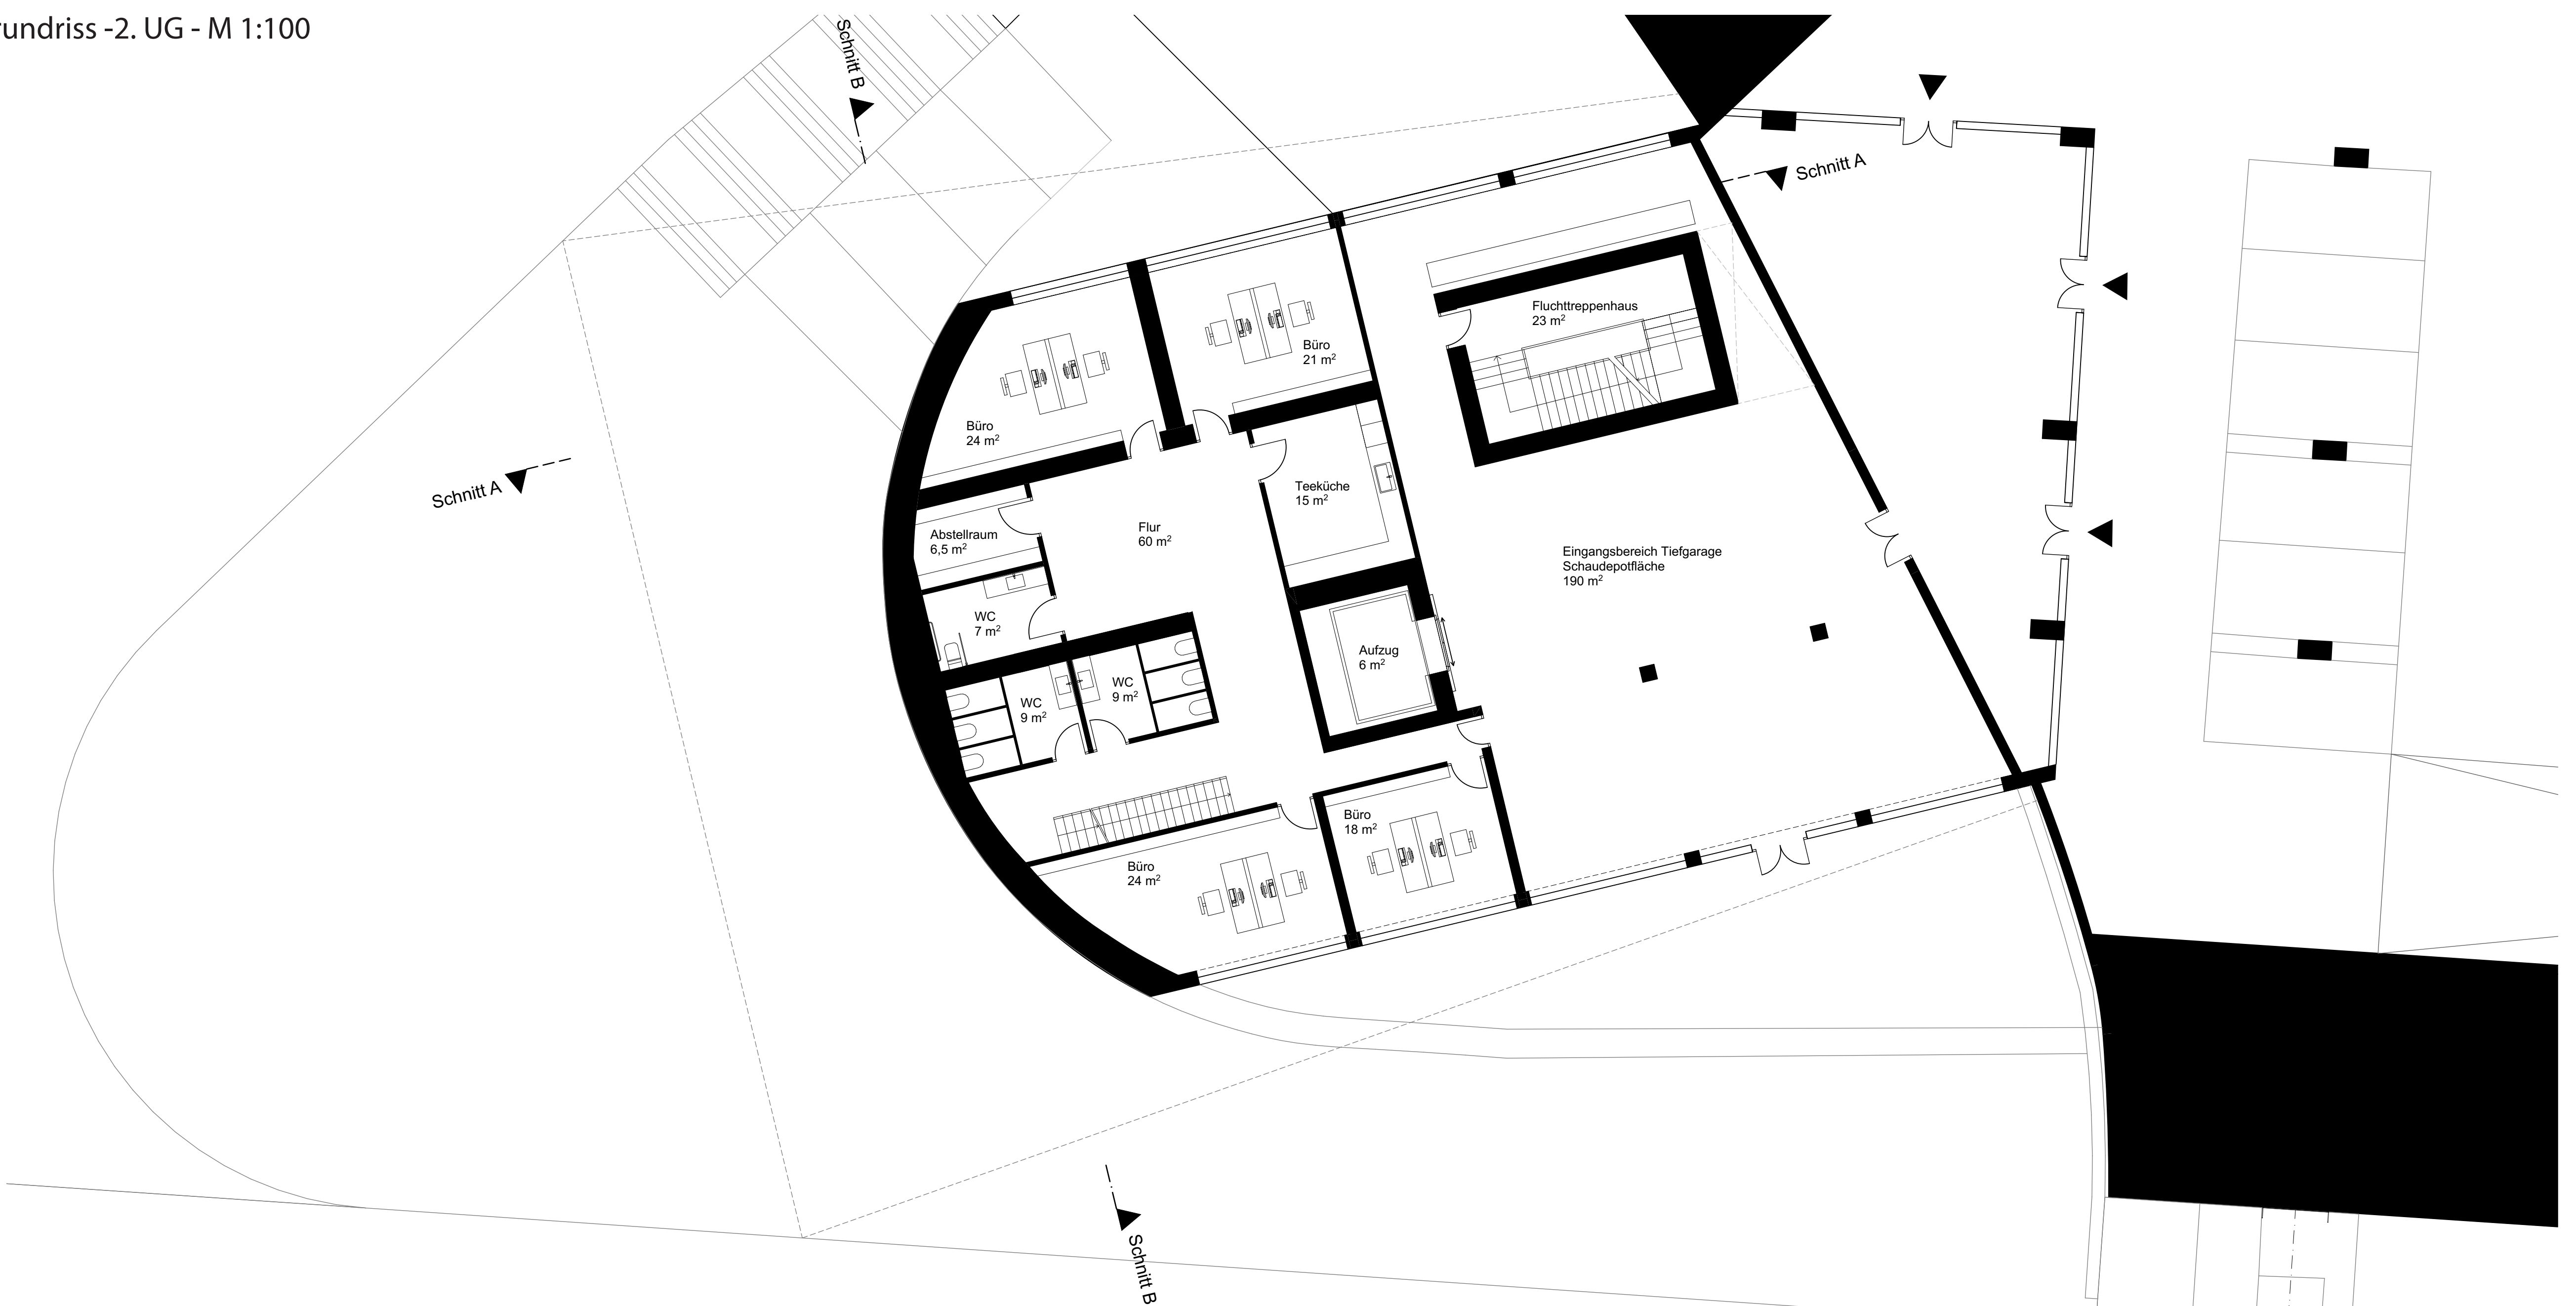 rundriss -2. UG - M 1:100
Schnitt B
Schnitt A
Fluchttreppenhaus
23 m²
Büro
21 m²
Büro
24 m²
Schnitt A
Teeküche
15 m²
Flur
60 m²
Abstellraum
6,5 m²
Eingangsbereich Tiefgarage
Schaudepotfläche
190 m²
WC
7 m²
Aufzug
6 m²
WC
9 m²
WC
9 m²
Büro
18 m²
Büro
24 m²
Schnitt B